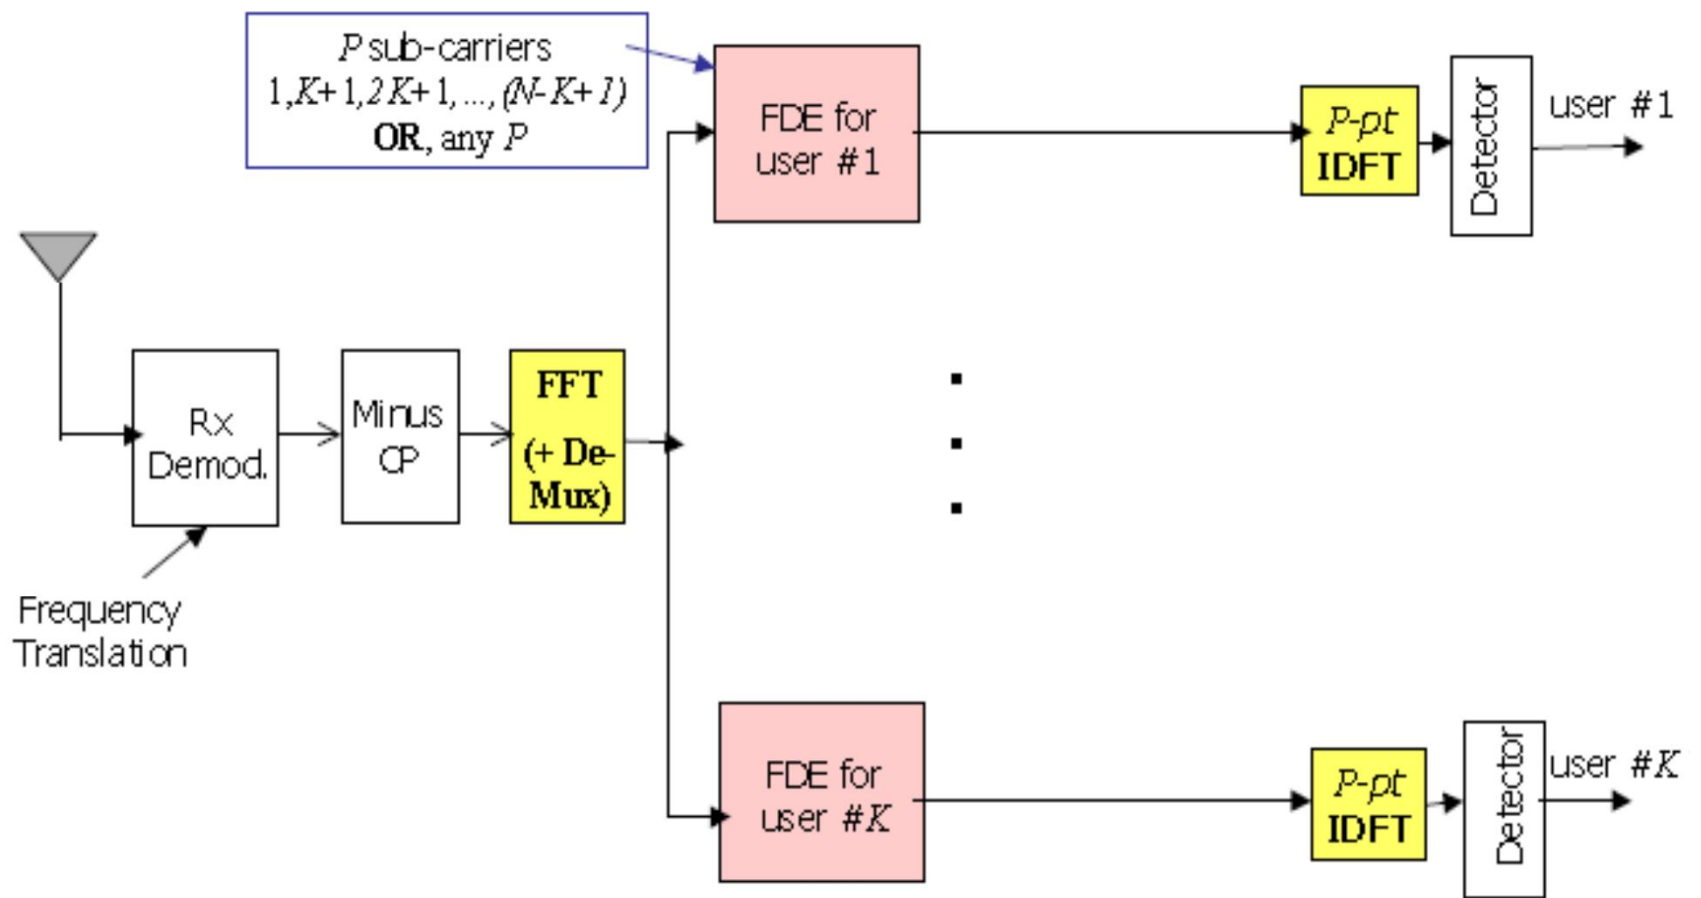 P sub-carriers
1,K+1,2K+1,...,(N-K+1)
OR, any P
FDE for
user #1
P-pt
IDFT
Detector
user #1
Rx
Demod.
Minus
CP
FFT
(+ De-
Mux)
Frequency
Translation
FDE for
user #K
P-pt
IDFT
Detector
user #K